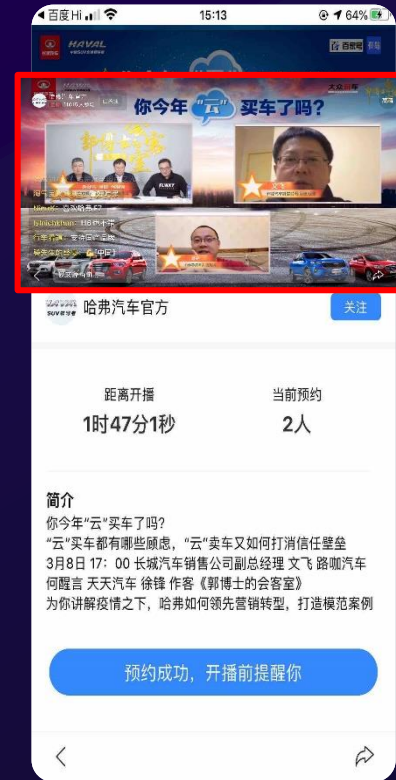 百度Hi
15:13
64%
HAVAL
百家号
大众侃车
你今年“云”买车了吗?
哈弗汽车官方
关注
距离开播
当前预约
1时47分1秒
2人
简介
你今年“云”买车了吗?
“云”买车都有哪些顾虑，“云“卖车又如何打消信任壁垒
3月8日 17：00 长城汽车销售公司副总经理 文飞 路咖汽车
何醒言 天天汽车 徐锋 作客《郭博士的会客室》
为你讲解疫情之下，哈弗如何领先营销转型，打造模范案例
预约成功，开播前提醒你